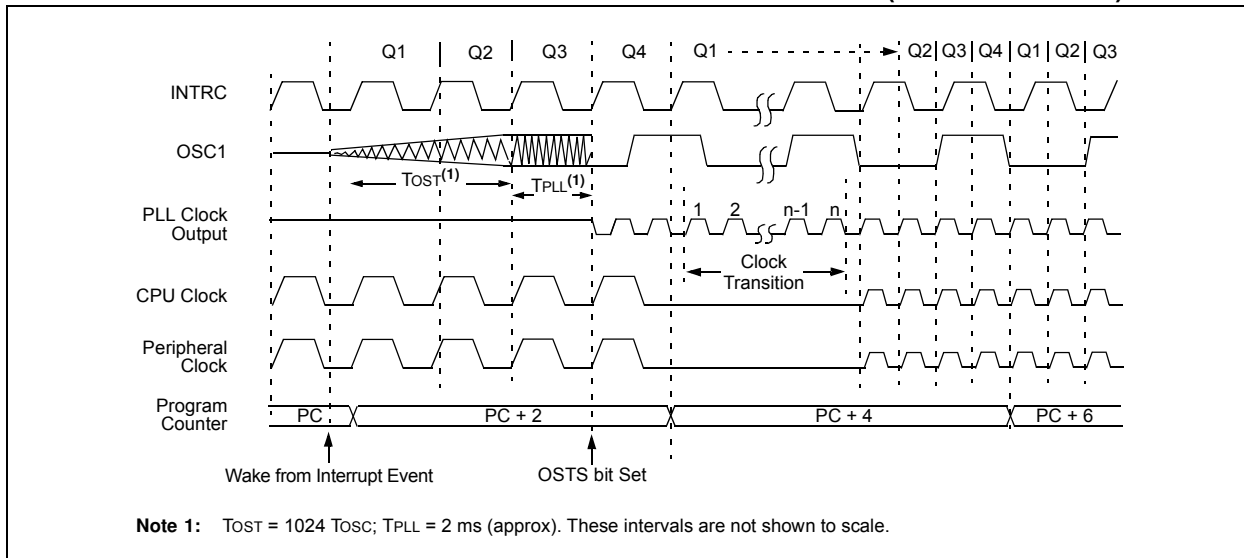 Q1 Q2 Q3 Q4 Q1 Q2 Q3 Q4 Q1 Q2 Q3
INTRC
OSC1
TOST(1) TPLL(1)
PLL Clock
Output
1 2 n-1 n
Clock
Transition
CPU Clock
Peripheral
Clock
Program
Counter
PC PC + 2 PC + 4 PC + 6
Wake from Interrupt Event OSTS bit Set
Note 1: TOST = 1024 TOSC; TPLL = 2 ms (approx). These intervals are not shown to scale.